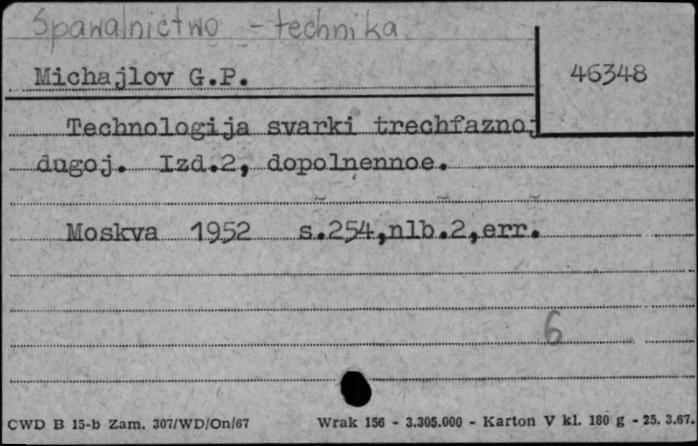 Spawalnictwo - technika
Michajlov G.P.
46348
Technologija svarki trechfaznoj
dugoj. Izd.2, dopolnennoe.
Moskva 1952 s.254,nlb.2,err.
6
CWD B 15-b Zam. 307/WD/On/67 Wrak 156 - 3.305.000 - Karton V kl. 180 g - 25. 3.67.